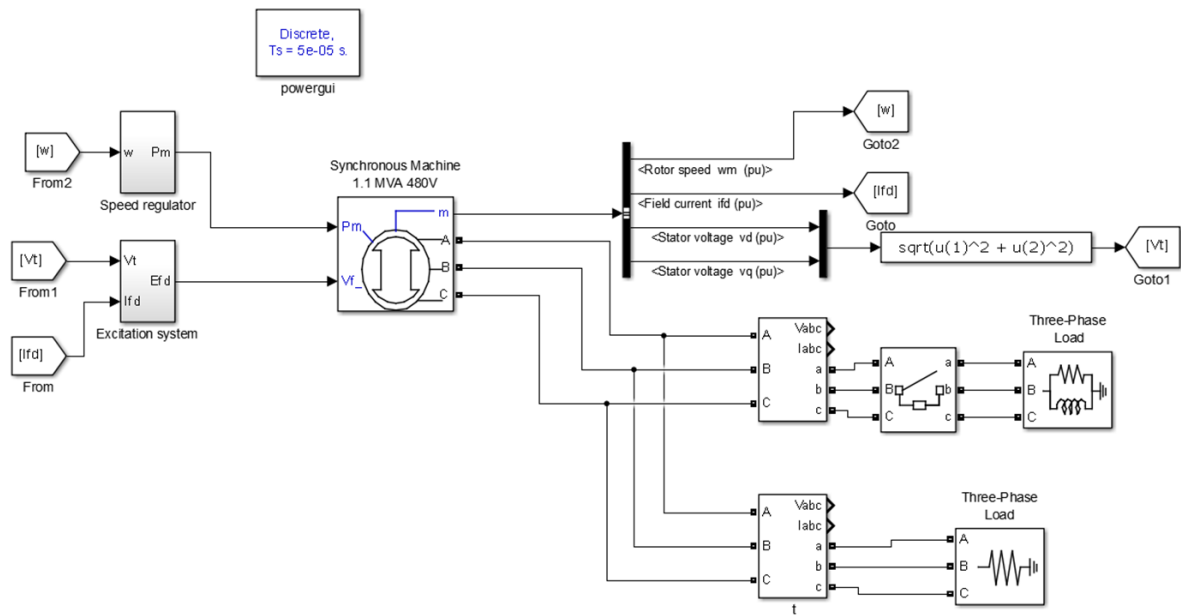 Discrete,
Ts = 5e-05 s.
powergui
[w]
From2
w
Pm
Speed regulator
[Vt]
From1
[Ifd]
From
Vt
Ifd
Efd
Excitation system
Synchronous Machine
1.1 MVA 480V
Pm
Vf_
m
A
B
C
<Rotor speed wm (pu)>
<Field current ifd (pu)>
<Stator voltage vd (pu)>
<Stator voltage vq (pu)>
[w]
Goto2
[Ifd]
Goto
sqrt(u(1)^2 + u(2)^2)
[Vt]
Goto1
A
B
C
Vabc
Iabc
a
b
c
A
B
C
a
b
c
Three-Phase
Load
A
B
C
A
B
C
Vabc
Iabc
a
b
c
t
Three-Phase
Load
A
B
C